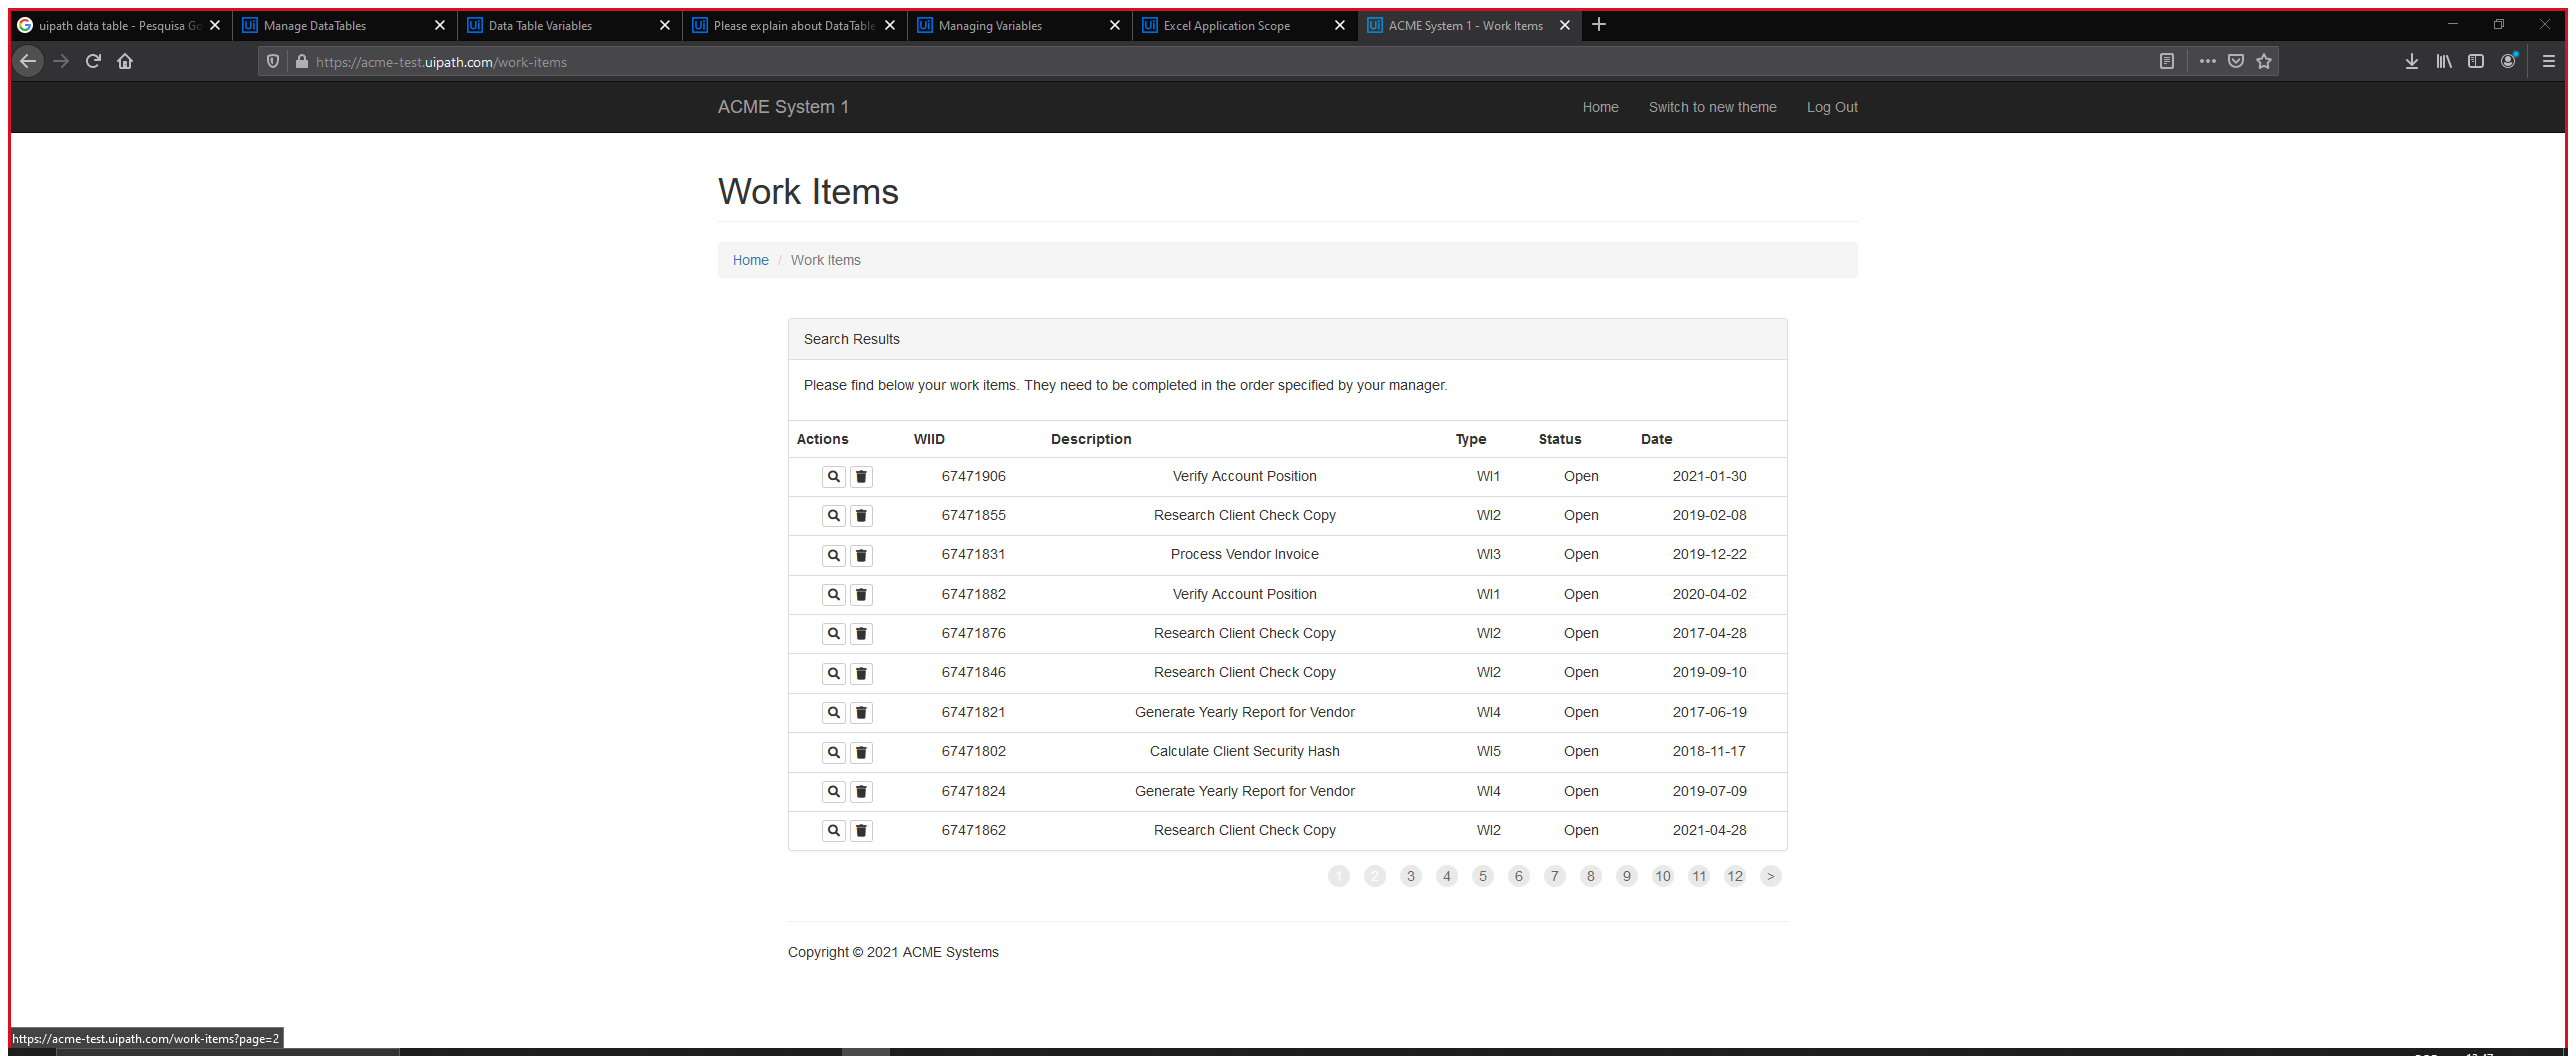 uipath data table - Pesquisa Go
Manage DataTables
Data Table Variables
Please explain about DataTable
Managing Variables
Excel Application Scope
ACME System 1 - Work Items
https://acme-test.uipath.com/work-items
ACME System 1
Home
Switch to new theme
Log Out
Work Items
Home / Work Items
Search Results
Please find below your work items. They need to be completed in the order specified by your manager.
Actions WIID Description Type Status Date
67471906 Verify Account Position WI1 Open 2021-01-30
67471855 Research Client Check Copy WI2 Open 2019-02-08
67471831 Process Vendor Invoice WI3 Open 2019-12-22
67471882 Verify Account Position WI1 Open 2020-04-02
67471876 Research Client Check Copy WI2 Open 2017-04-28
67471846 Research Client Check Copy WI2 Open 2019-09-10
67471821 Generate Yearly Report for Vendor WI4 Open 2017-06-19
67471802 Calculate Client Security Hash WI5 Open 2018-11-17
67471824 Generate Yearly Report for Vendor WI4 Open 2019-07-09
67471862 Research Client Check Copy WI2 Open 2021-04-28
1 2 3 4 5 6 7 8 9 10 11 12 >
Copyright © 2021 ACME Systems
https://acme-test.uipath.com/work-items?page=2